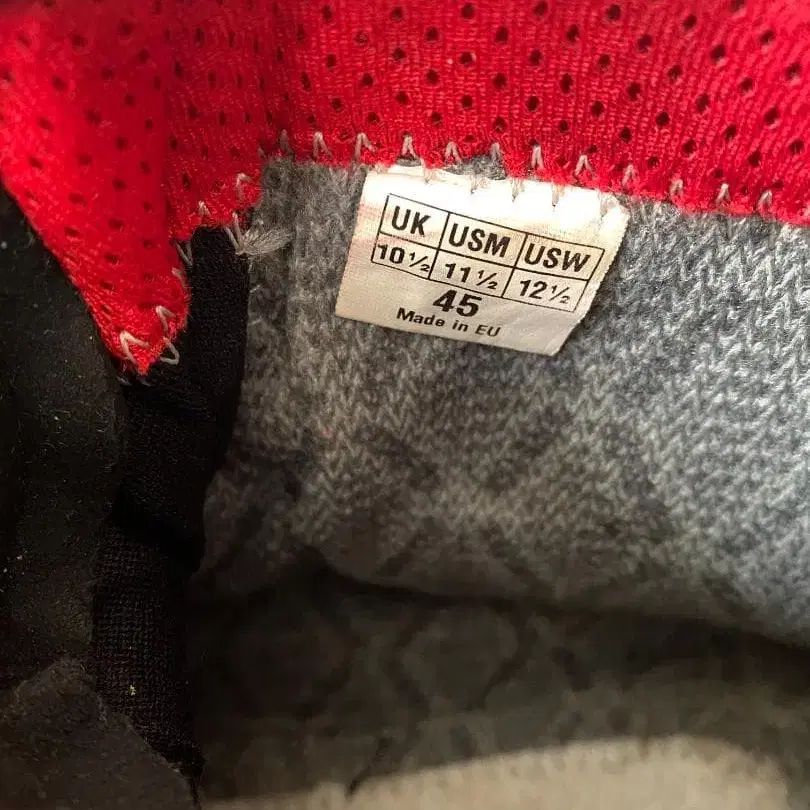 UK USM USW
10½ 11½ 12½
45
Made in EU